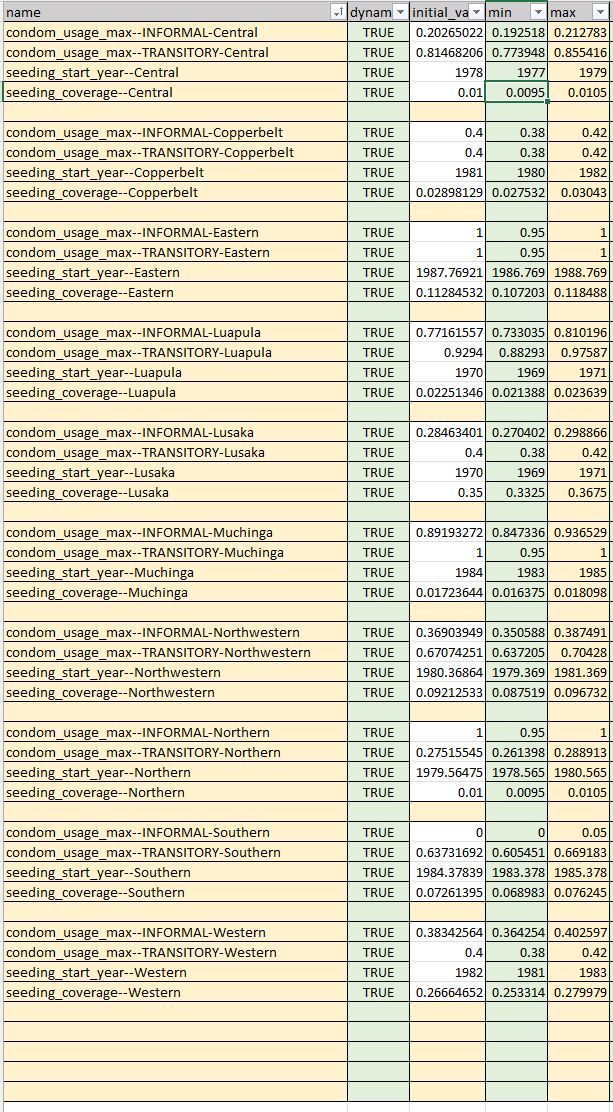 name dynam initial_va min max
condom_usage_max--INFORMAL-Central TRUE 0.20265022 0.192518 0.212783
condom_usage_max--TRANSITORY-Central TRUE 0.81468206 0.773948 0.855416
seeding_start_year--Central TRUE 1978 1977 1979
seeding_coverage--Central TRUE 0.01 0.0095 0.0105
condom_usage_max--INFORMAL-Copperbelt TRUE 0.4 0.38 0.42
condom_usage_max--TRANSITORY-Copperbelt TRUE 0.4 0.38 0.42
seeding_start_year--Copperbelt TRUE 1981 1980 1982
seeding_coverage--Copperbelt TRUE 0.02898129 0.027532 0.03043
condom_usage_max--INFORMAL-Eastern TRUE 1 0.95 1
condom_usage_max--TRANSITORY-Eastern TRUE 1 0.95 1
seeding_start_year--Eastern TRUE 1987.76921 1986.769 1988.769
seeding_coverage--Eastern TRUE 0.11284532 0.107203 0.118488
condom_usage_max--INFORMAL-Luapula TRUE 0.77161557 0.733035 0.810196
condom_usage_max--TRANSITORY-Luapula TRUE 0.9294 0.88293 0.97587
seeding_start_year--Luapula TRUE 1970 1969 1971
seeding_coverage--Luapula TRUE 0.02251346 0.021388 0.023639
condom_usage_max--INFORMAL-Lusaka TRUE 0.28463401 0.270402 0.298866
condom_usage_max--TRANSITORY-Lusaka TRUE 0.4 0.38 0.42
seeding_start_year--Lusaka TRUE 1970 1969 1971
seeding_coverage--Lusaka TRUE 0.35 0.3325 0.3675
condom_usage_max--INFORMAL-Muchinga TRUE 0.89193272 0.847336 0.936529
condom_usage_max--TRANSITORY-Muchinga TRUE 1 0.95 1
seeding_start_year--Muchinga TRUE 1984 1983 1985
seeding_coverage--Muchinga TRUE 0.01723644 0.016375 0.018098
condom_usage_max--INFORMAL-Northwestern TRUE 0.36903949 0.350588 0.387491
condom_usage_max--TRANSITORY-Northwestern TRUE 0.67074251 0.637205 0.70428
seeding_start_year--Northwestern TRUE 1980.36864 1979.369 1981.369
seeding_coverage--Northwestern TRUE 0.09212533 0.087519 0.096732
condom_usage_max--INFORMAL-Northern TRUE 1 0.95 1
condom_usage_max--TRANSITORY-Northern TRUE 0.27515545 0.261398 0.288913
seeding_start_year--Northern TRUE 1979.56475 1978.565 1980.565
seeding_coverage--Northern TRUE 0.01 0.0095 0.0105
condom_usage_max--INFORMAL-Southern TRUE 0 0 0.05
condom_usage_max--TRANSITORY-Southern TRUE 0.63731692 0.605451 0.669183
seeding_start_year--Southern TRUE 1984.37839 1983.378 1985.378
seeding_coverage--Southern TRUE 0.07261395 0.068983 0.076245
condom_usage_max--INFORMAL-Western TRUE 0.38342564 0.364254 0.402597
condom_usage_max--TRANSITORY-Western TRUE 0.4 0.38 0.42
seeding_start_year--Western TRUE 1982 1981 1983
seeding_coverage--Western TRUE 0.26664652 0.253314 0.279979